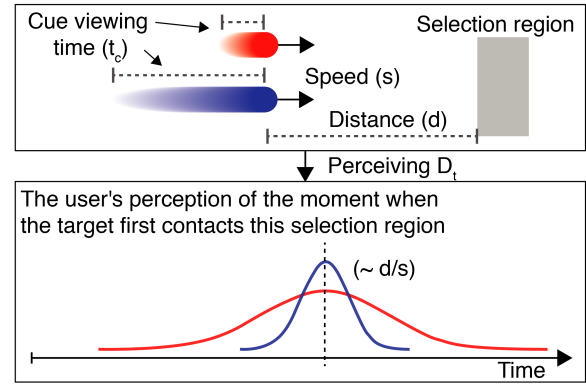 Cue viewing
time (tc)
Selection region
Speed (s)
Distance (d)
Perceiving Dt
The user's perception of the moment when
the target first contacts this selection region
(~ d/s)
Time